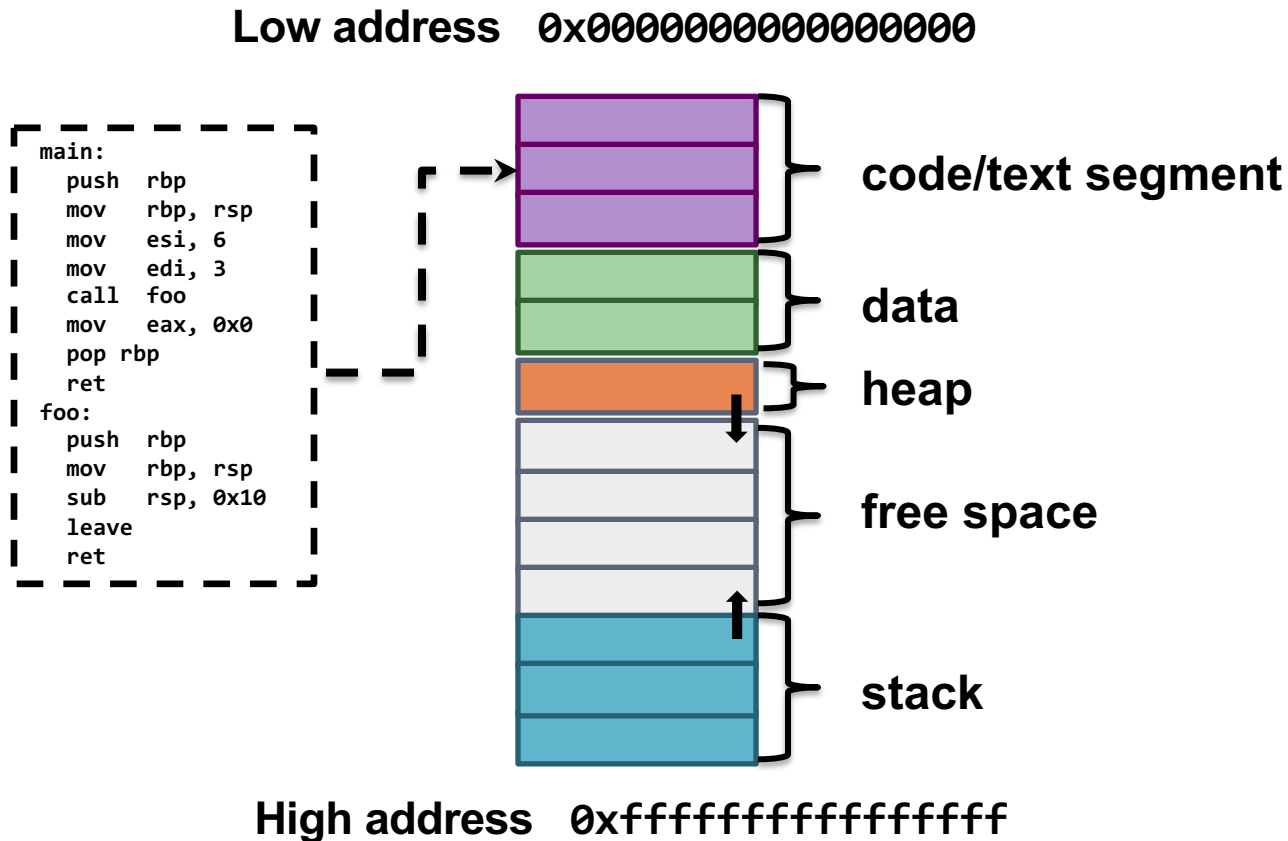 Low address 0x0000000000000000
main:
push rbp
mov rbp, rsp
mov esi, 6
mov edi, 3
call foo
mov eax, 0x0
pop rbp
ret
foo:
push rbp
mov rbp, rsp
sub rsp, 0x10
leave
ret
code/text segment
data
heap
free space
stack
High address 0xffffffffffffffff